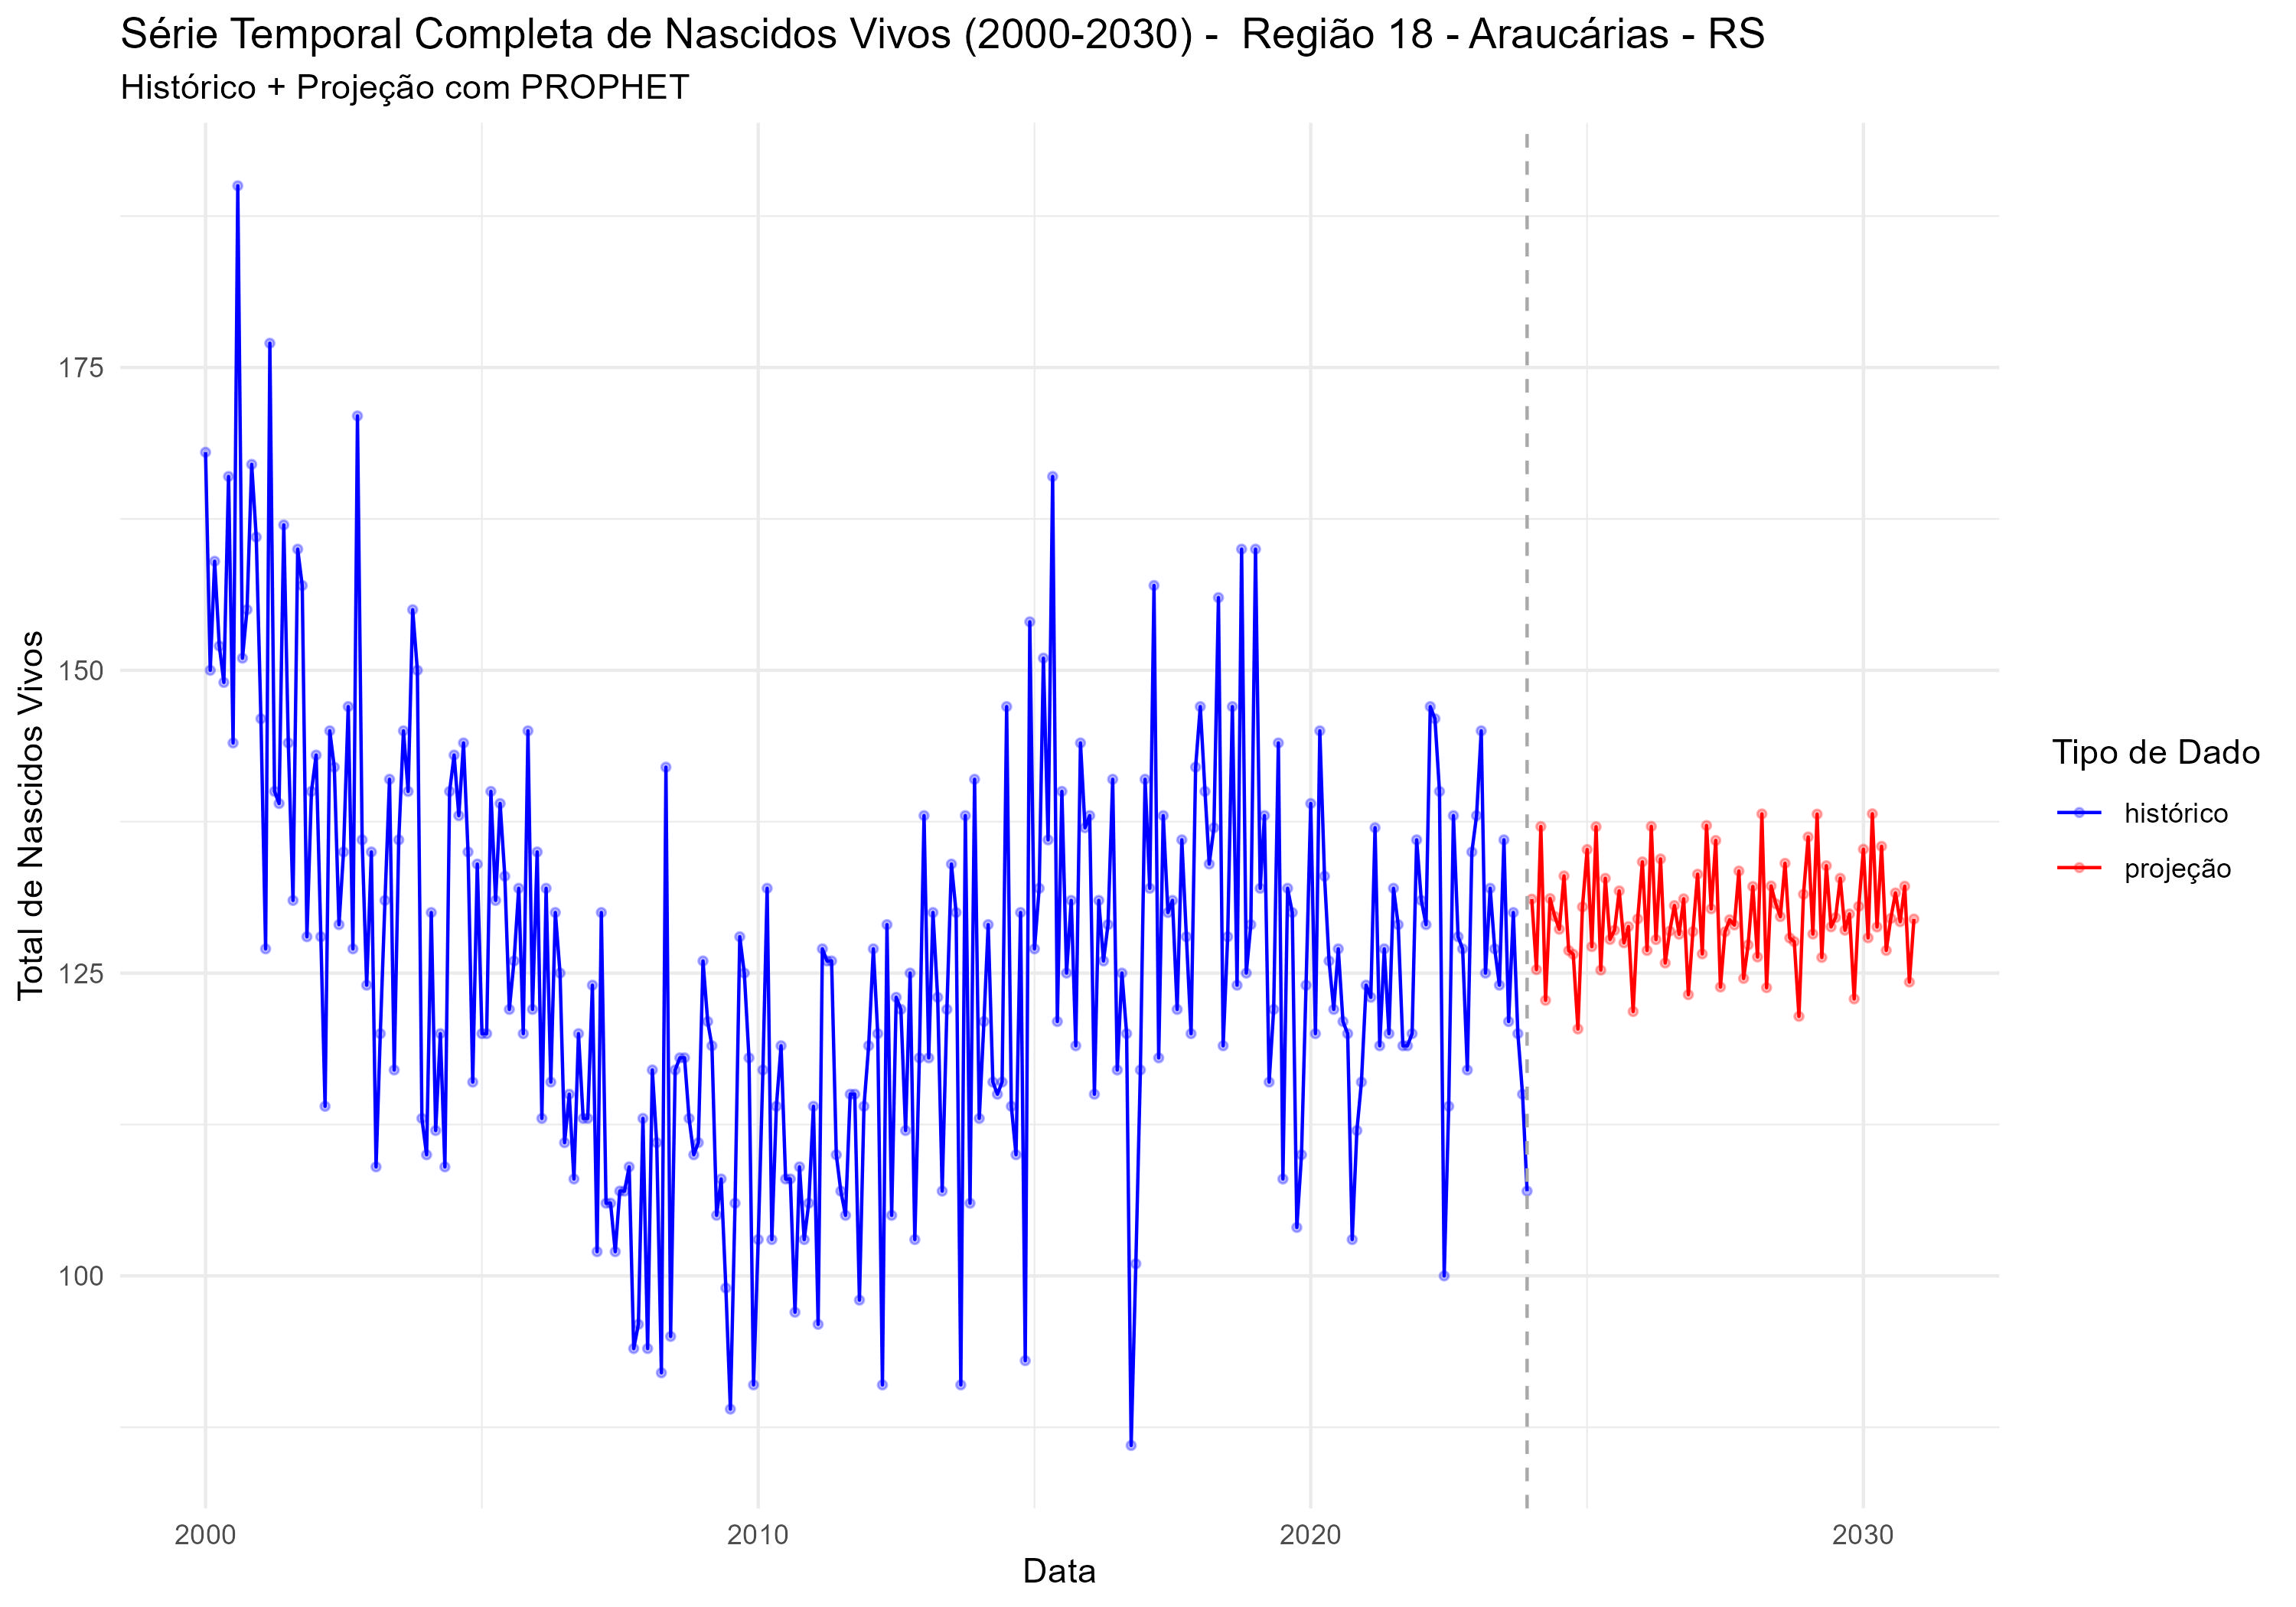 Série Temporal Completa de Nascidos Vivos (2000-2030) -  Região 18 - Araucárias - RS
Histórico + Projeção com PROPHET
Total de Nascidos Vivos
175
150
125
100
2000
2010
2020
2030
Data
Tipo de Dado
histórico
projeção